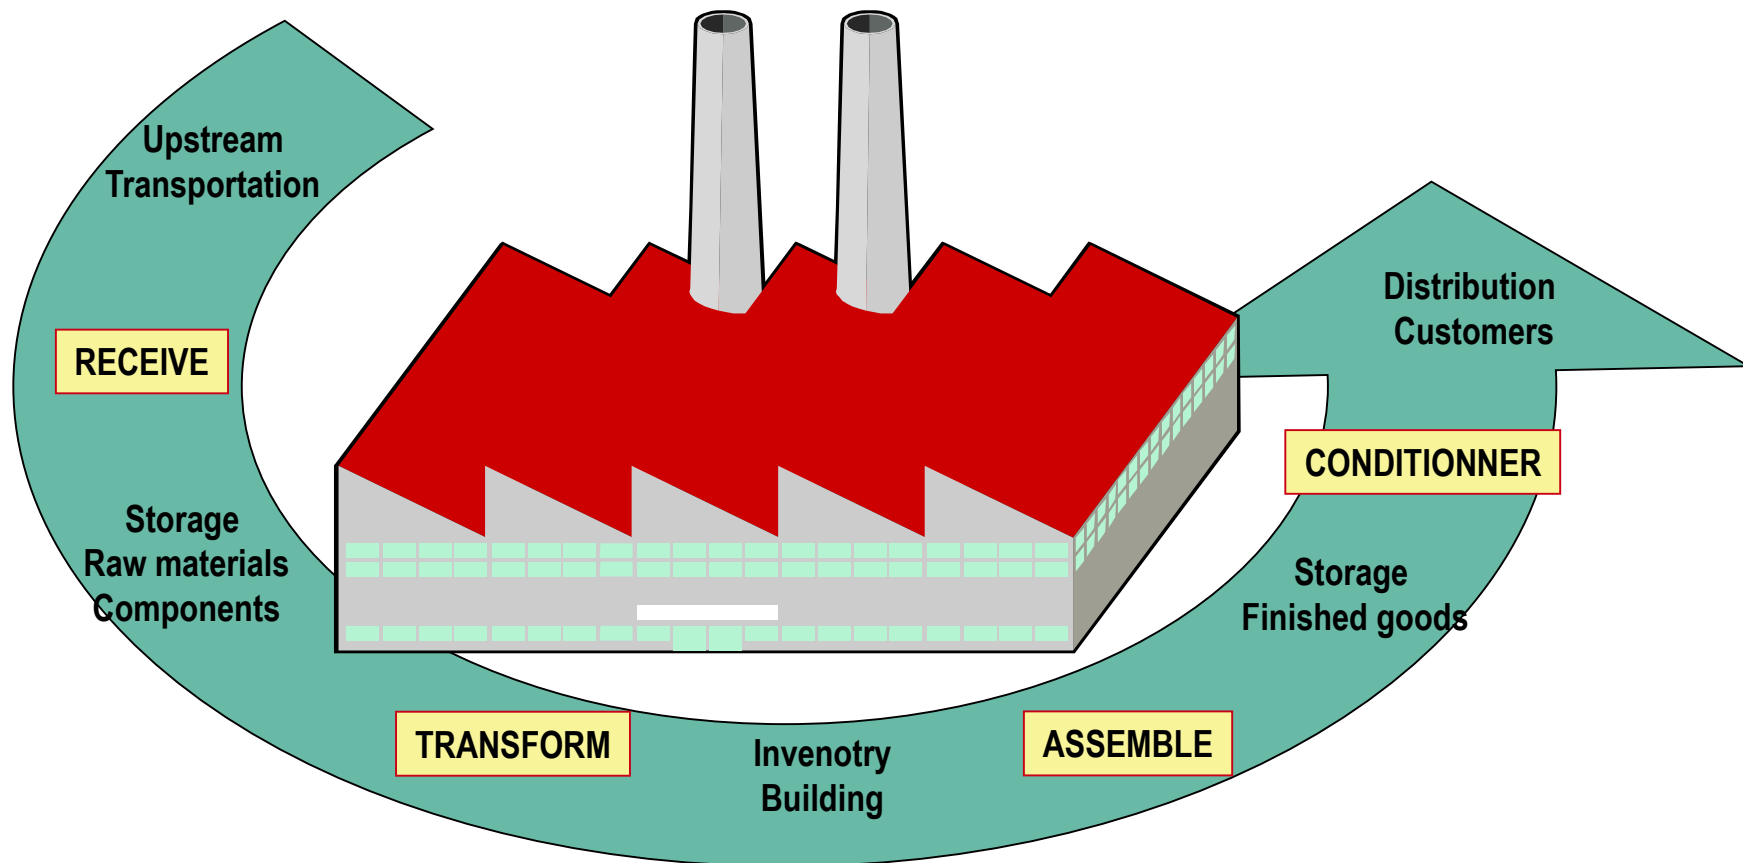 Upstream
Transportation
RECEIVE
Storage
Raw materials
Components
TRANSFORM
Invenotry
Building
ASSEMBLE
Storage
Finished goods
CONDITIONNER
Distribution
Customers